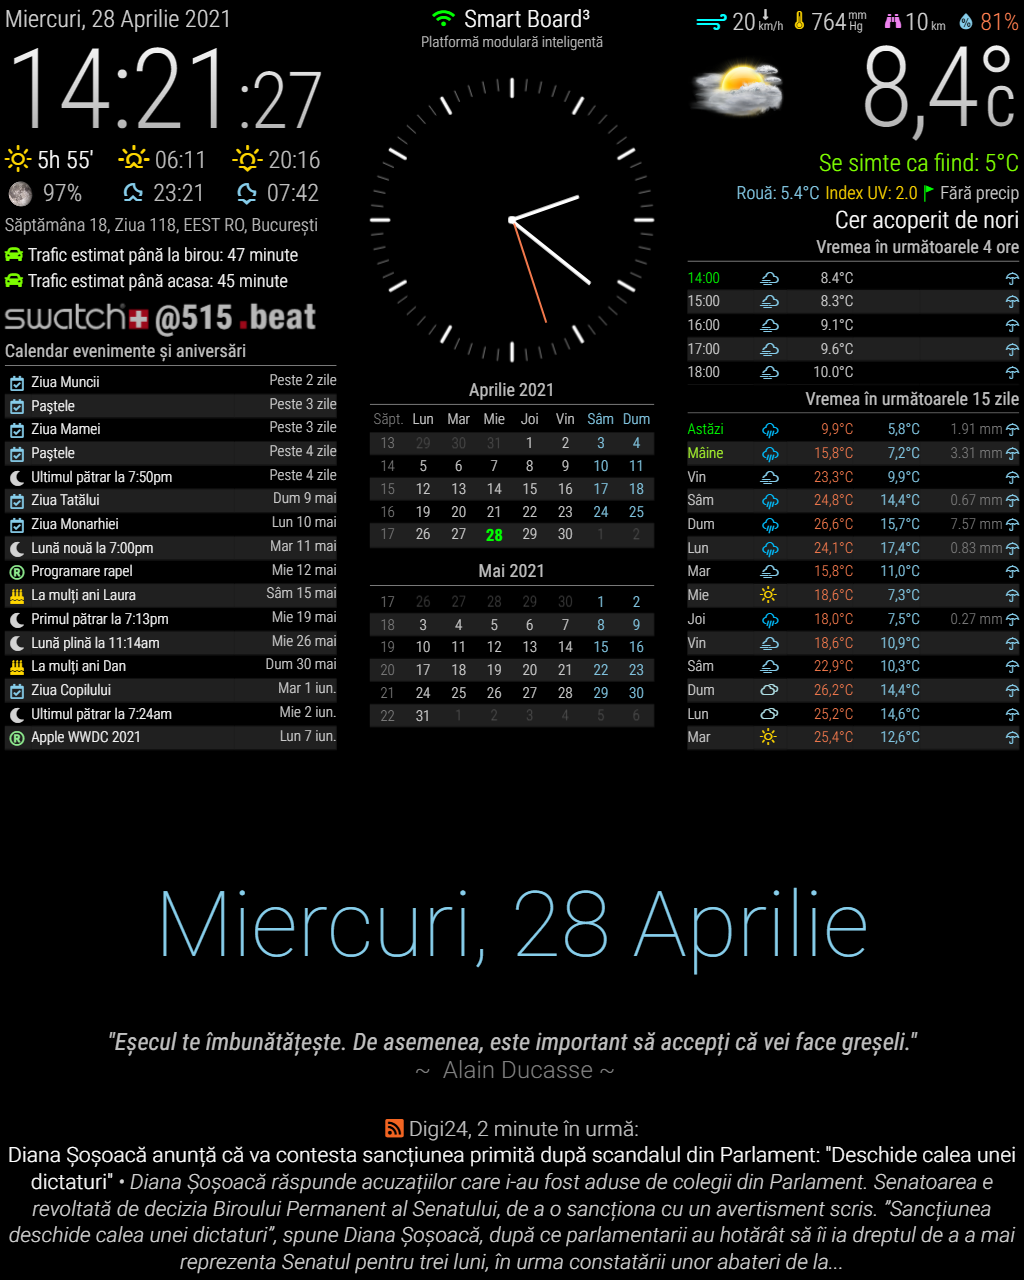 Miercuri, 28 Aprilie 2021
14:21:27
5h 55' 06:11 20:16
97% 23:21 07:42
Săptămâna 18, Ziua 118, EEST RO, București
Trafic estimat până la birou: 47 minute
Trafic estimat până acasa: 45 minute
swatch @515 .beat
Calendar evenimente și aniversări
Ziua Muncii Peste 2 zile
Paștele Peste 3 zile
Ziua Mamei Peste 3 zile
Paștele Peste 4 zile
Ultimul pătrar la 7:50pm Peste 4 zile
Ziua Tatălui Dum 9 mai
Ziua Monarhiei Lun 10 mai
Lună nouă la 7:00pm Mar 11 mai
Programare rapel Mie 12 mai
La mulți ani Laura Sâm 15 mai
Primul pătrar la 7:13pm Mie 19 mai
Lună plină la 11:14am Mie 26 mai
La mulți ani Dan Dum 30 mai
Ziua Copilului Mar 1 iun.
Ultimul pătrar la 7:24am Mie 2 iun.
Apple WWDC 2021 Lun 7 iun.
Smart Board³
Platformă modulară inteligentă
Aprilie 2021
Săpt. Lun Mar Mie Joi Vin Sâm Dum
13 29 30 31 1 2 3 4
14 5 6 7 8 9 10 11
15 12 13 14 15 16 17 18
16 19 20 21 22 23 24 25
17 26 27 28 29 30 1 2
Mai 2021
17 26 27 28 29 30 1 2
18 3 4 5 6 7 8 9
19 10 11 12 13 14 15 16
20 17 18 19 20 21 22 23
21 24 25 26 27 28 29 30
22 31 1 2 3 4 5 6
20 km/h 764 mm Hg 10 km 81%
8,4°C
Se simte ca fiind: 5°C
Rouă: 5.4°C Index UV: 2.0 Fără precip
Cer acoperit de nori
Vremea în următoarele 4 ore
14:00 8.4°C
15:00 8.3°C
16:00 9.1°C
17:00 9.6°C
18:00 10.0°C
Vremea în următoarele 15 zile
Astăzi 9,9°C 5,8°C 1.91 mm
Mâine 15,8°C 7,2°C 3.31 mm
Vin 23,3°C 9,9°C
Sâm 24,8°C 14,4°C 0.67 mm
Dum 26,6°C 15,7°C 7.57 mm
Lun 24,1°C 17,4°C 0.83 mm
Mar 15,8°C 11,0°C
Mie 18,6°C 7,3°C
Joi 18,0°C 7,5°C 0.27 mm
Vin 18,6°C 10,9°C
Sâm 22,9°C 10,3°C
Dum 26,2°C 14,4°C
Lun 25,2°C 14,6°C
Mar 25,4°C 12,6°C
Miercuri, 28 Aprilie
"Eșecul te îmbunătățește. De asemenea, este important să accepți că vei face greșeli."
~ Alain Ducasse ~
Digi24, 2 minute în urmă:
Diana Șoșoacă anunță că va contesta sancțiunea primită după scandalul din Parlament: "Deschide calea unei
dictaturi" • Diana Șoșoacă răspunde acuzațiilor care i-au fost aduse de colegii din Parlament. Senatoarea e
revoltată de decizia Biroului Permanent al Senatului, de a o sancționa cu un avertisment scris. ”Sancțiunea
deschide calea unei dictaturi”, spune Diana Șoșoacă, după ce parlamentarii au hotărât să îi ia dreptul de a a mai
reprezenta Senatul pentru trei luni, în urma constatării unor abateri de la...